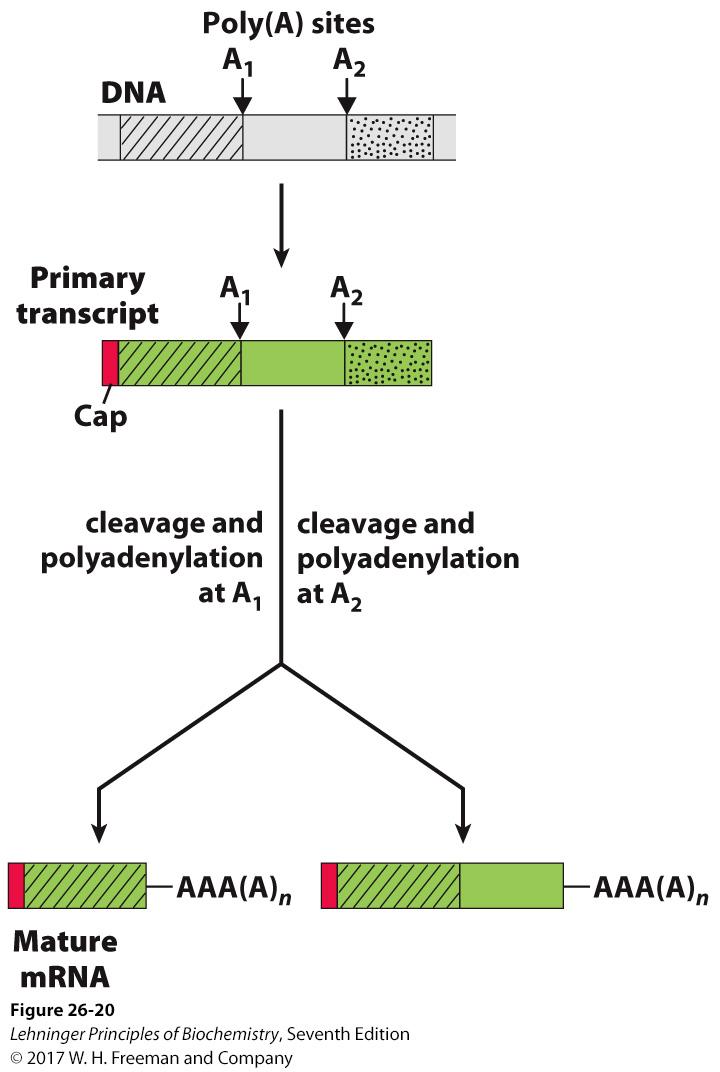 Poly(A) sites
A₁ A₂
DNA
Primary
transcript
A₁ A₂
Cap
cleavage and
polyadenylation
at A₁
cleavage and
polyadenylation
at A₂
AAA(A)ₙ
AAA(A)ₙ
Mature
mRNA
Figure 26-20
Lehninger Principles of Biochemistry, Seventh Edition
© 2017 W. H. Freeman and Company